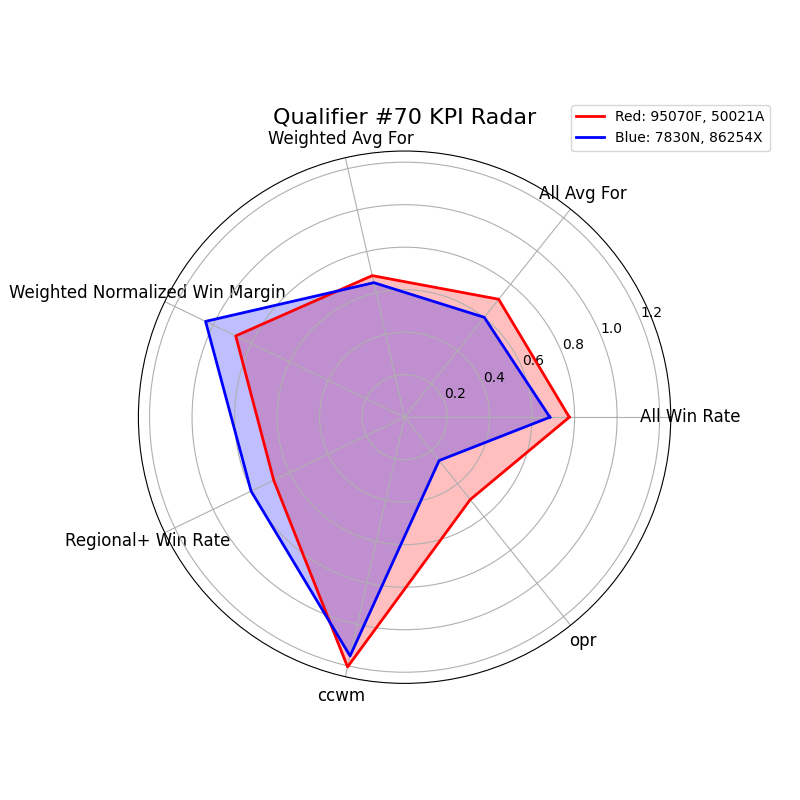 Qualifier #70 KPI Radar
Red: 95070F, 50021A
Blue: 7830N, 86254X
Weighted Avg For
All Avg For
Weighted Normalized Win Margin
1.2
1.0
0.8
0.6
0.4
0.2
All Win Rate
Regional+ Win Rate
opr
ccwm